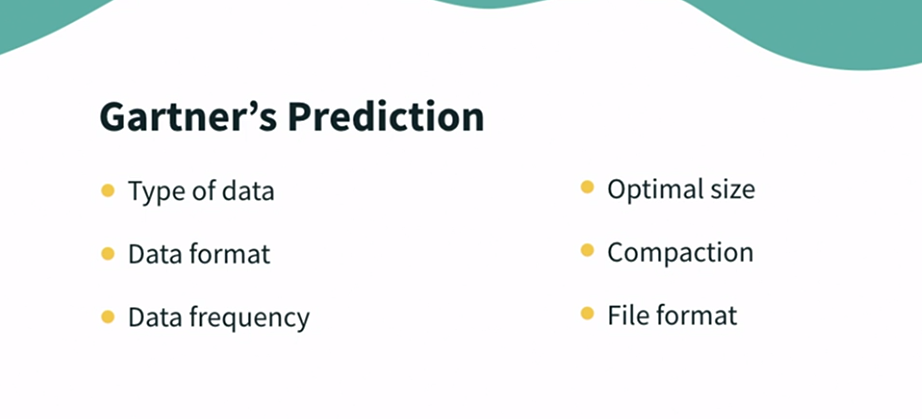 Gartner’s Prediction
Type of data
Data format
Data frequency
Optimal size
Compaction
File format